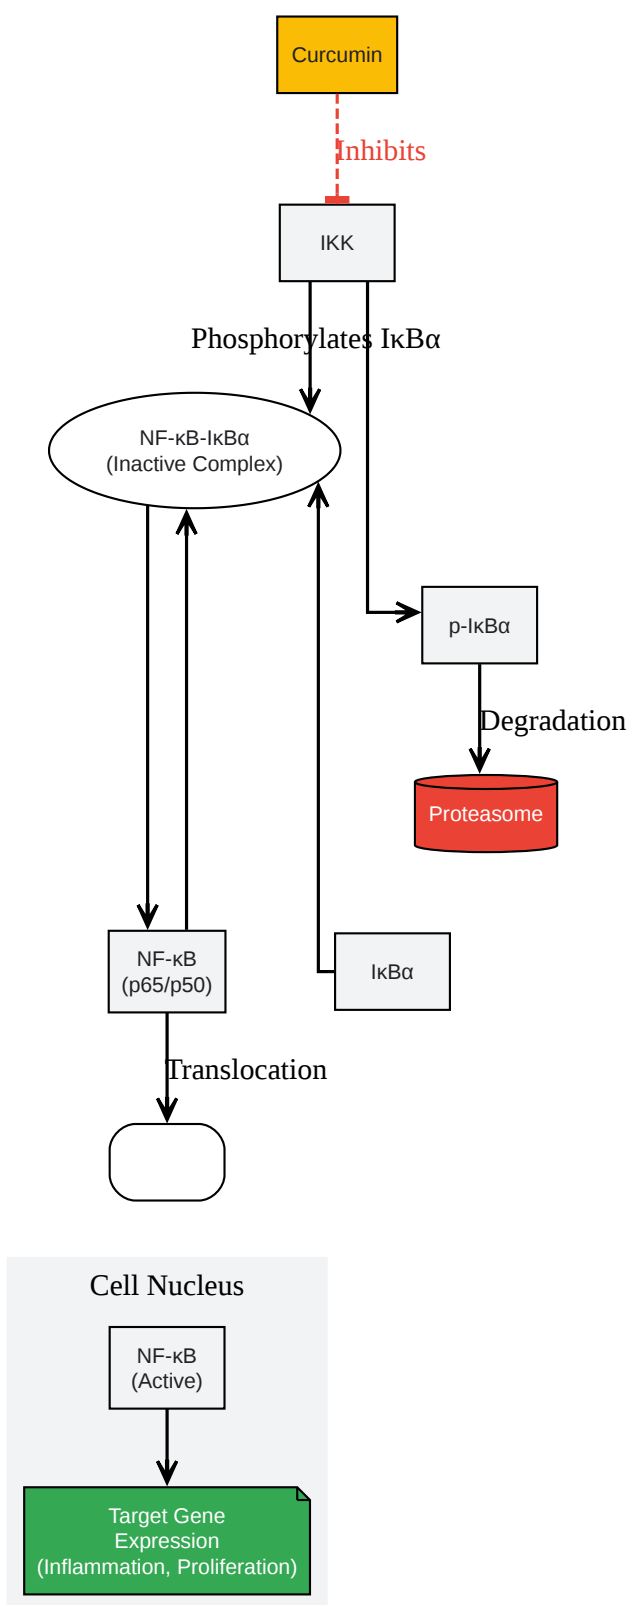 Curcumin
Inhibits
IKK
Phosphorylates IκBα
NF-κB-IκBα
(Inactive Complex)
p-IκBα
Degradation
Proteasome
NF-κB
(p65/p50)
IκBα
Translocation
Cell Nucleus
NF-κB
(Active)
Target Gene
Expression
(Inflammation, Proliferation)